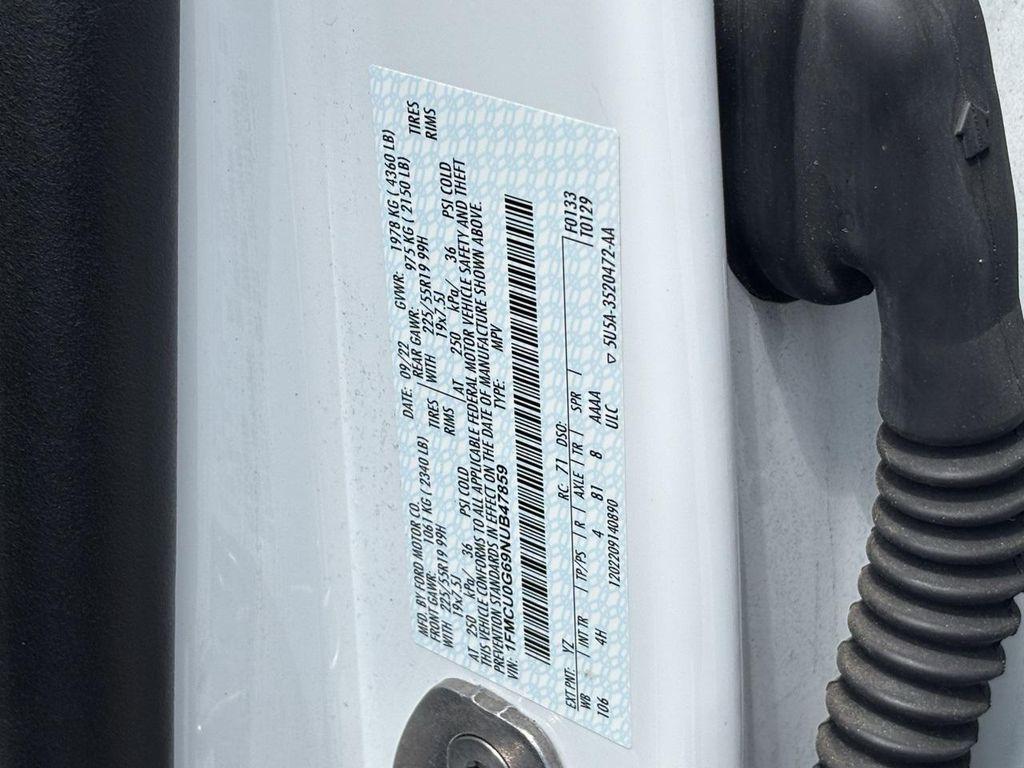 MFD. BY FORD MOTOR CO.
DATE: 09/22 GVWR: 1978 KG ( 4360 LB)
FRONT GAWR: 1061 KG ( 2340 LB) REAR GAWR: 975 KG ( 2150 LB)
WITH 225/55R19 99H TIRES WITH 225/55R19 99H TIRES
19x7.5J RIMS 19x7.5J RIMS
AT 250 kPa/ 36 PSI COLD AT 250 kPa/ 36 PSI COLD
THIS VEHICLE CONFORMS TO ALL APPLICABLE FEDERAL MOTOR VEHICLE SAFETY AND THEFT
PREVENTION STANDARDS IN EFFECT ON THE DATE OF MANUFACTURE SHOWN ABOVE.
VIN: 1FMCU0G69NUB47859 TYPE: MPV
F0133
T0129
EXT PNT: YZ RC: 71 DSO:
WB / INT TR / TP/PS / R / AXLE / TR / SPR /
106 4H 4 81 8 AAAA
ULC
120220914089​0 ▽ 5U5A-3520472-AA